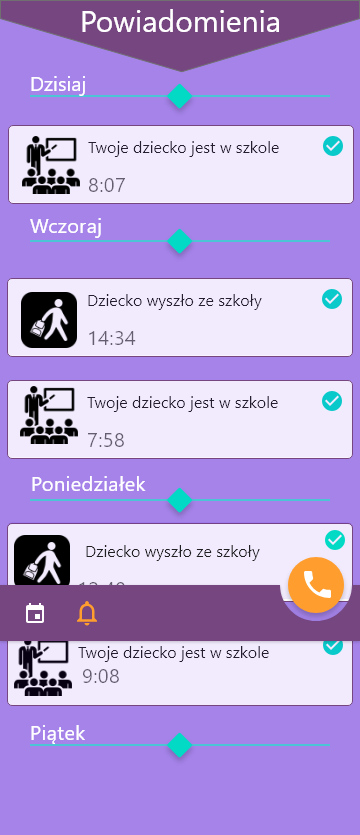 Powiadomienia
Dzisiaj
Twoje dziecko jest w szkole
8:07
Wczoraj
Dziecko wyszło ze szkoły
14:34
Twoje dziecko jest w szkole
7:58
Poniedziałek
Dziecko wyszło ze szkoły
Twoje dziecko jest w szkole
9:08
Piątek